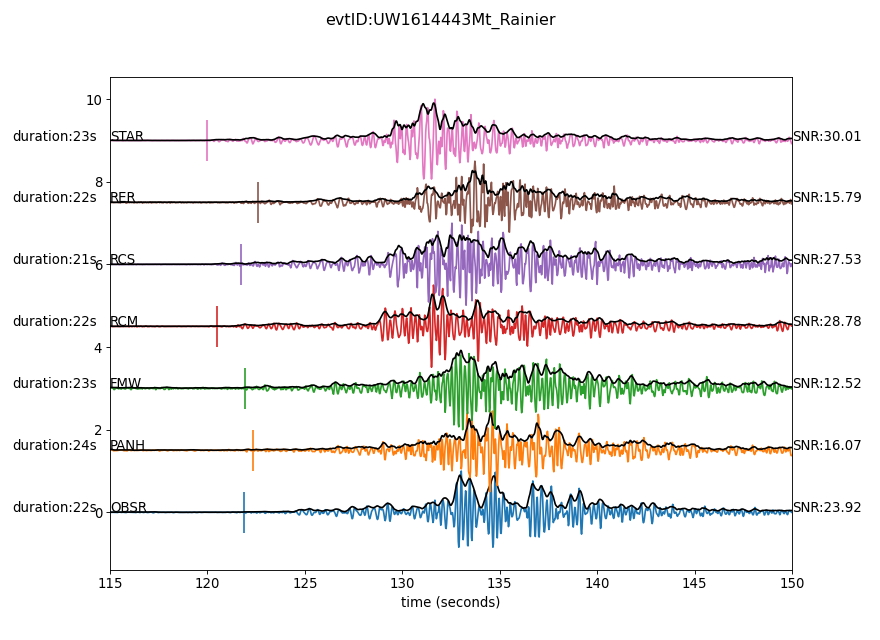 evtID:UW1614443Mt_Rainier
10
duration:23s STAR SNR:30.01
8
duration:22s RER SNR:15.79
duration:21s RCS SNR:27.53
6
duration:22s RCM SNR:28.78
4
duration:23s FMW SNR:12.52
2
duration:24s PANH SNR:16.07
duration:22s OBSR SNR:23.92
0
115 120 125 130 135 140 145 150
time (seconds)